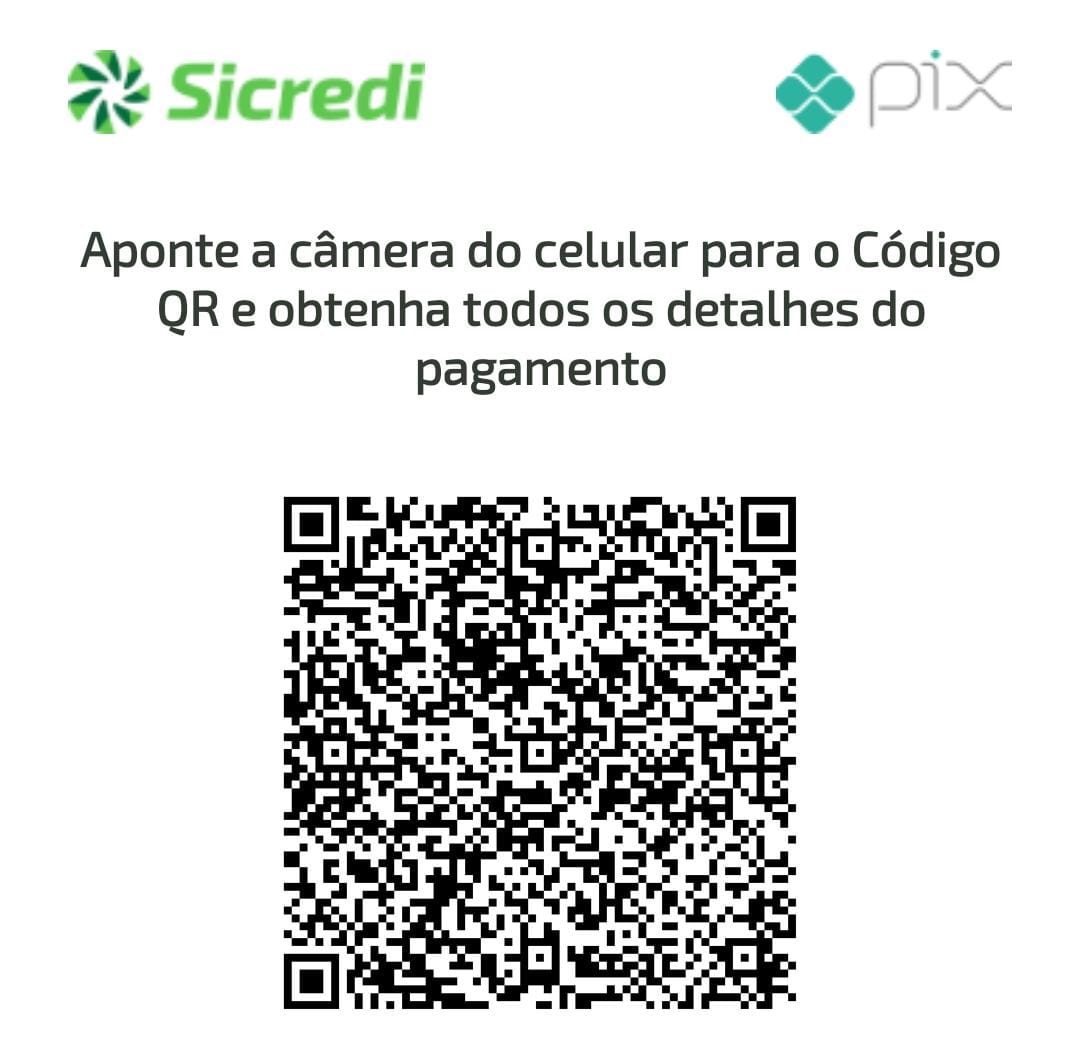 Sicredi
pix
Aponte a câmera do celular para o Código
QR e obtenha todos os detalhes do
pagamento